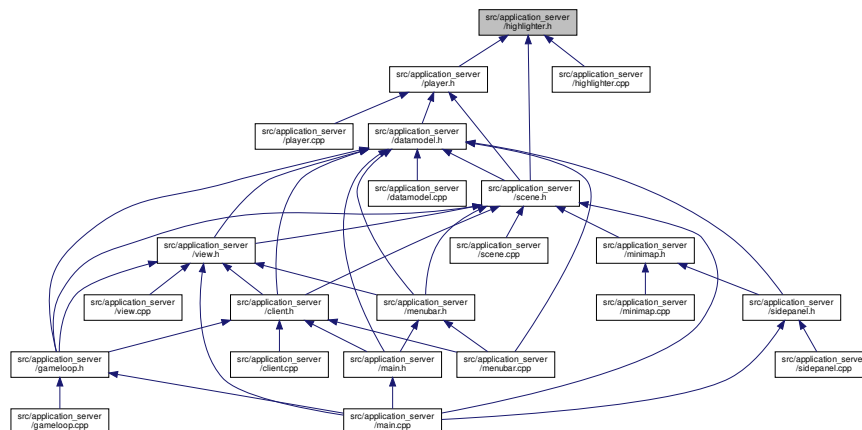 src/application_server
/highlighter.h
src/application_server
/player.h
src/application_server
/highlighter.cpp
src/application_server
/player.cpp
src/application_server
/datamodel.h
src/application_server
/datamodel.cpp
src/application_server
/scene.h
src/application_server
/view.h
src/application_server
/scene.cpp
src/application_server
/minimap.h
src/application_server
/view.cpp
src/application_server
/client.h
src/application_server
/menubar.h
src/application_server
/minimap.cpp
src/application_server
/sidepanel.h
src/application_server
/gameloop.h
src/application_server
/client.cpp
src/application_server
/main.h
src/application_server
/menubar.cpp
src/application_server
/sidepanel.cpp
src/application_server
/gameloop.cpp
src/application_server
/main.cpp